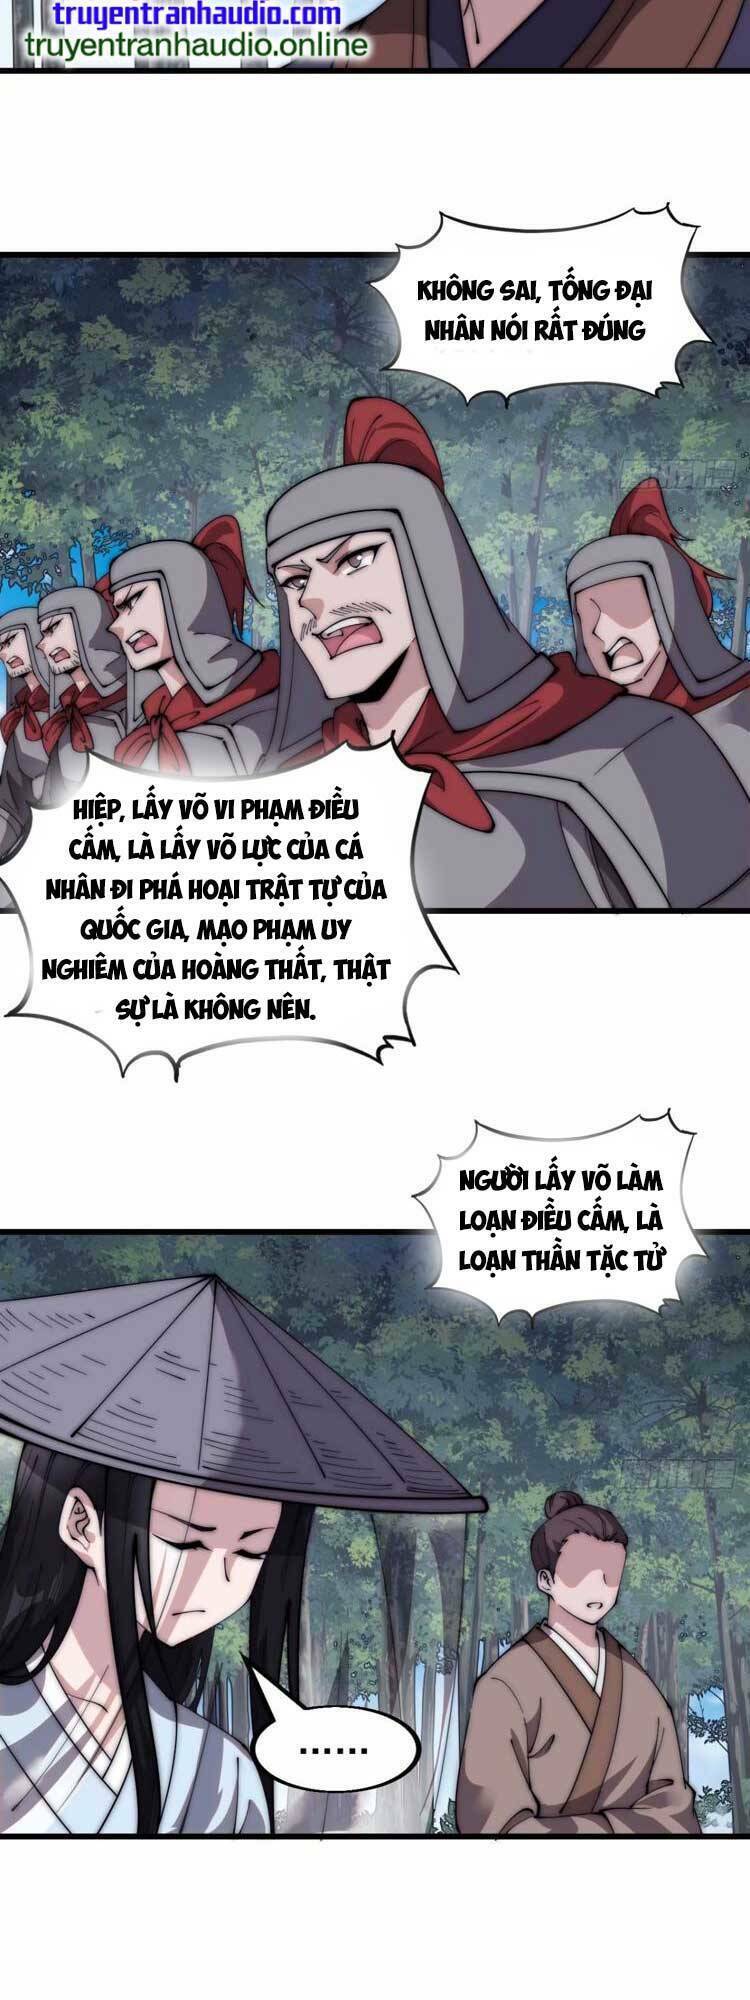 truyentranhaudio.com
truyentranhaudio.online
KHÔNG SAI, TỐNG ĐẠI
NHÂN NÓI RẤT ĐÚNG
HIỆP, LẤY VÕ VI PHẠM ĐIỀU
CẤM, LÀ LẤY VÕ LỰC CỦA CÁ
NHÂN ĐI PHÁ HOẠI TRẬT TỰ CỦA
QUỐC GIA, MẠO PHẠM UY
NGHIÊM CỦA HOÀNG THẤT, THẬT
SỰ LÀ KHÔNG NÊN.
NGƯỜI LẤY VÕ LÀM
LOẠN ĐIỀU CẤM, LÀ
LOẠN THẦN TẶC TỬ
......